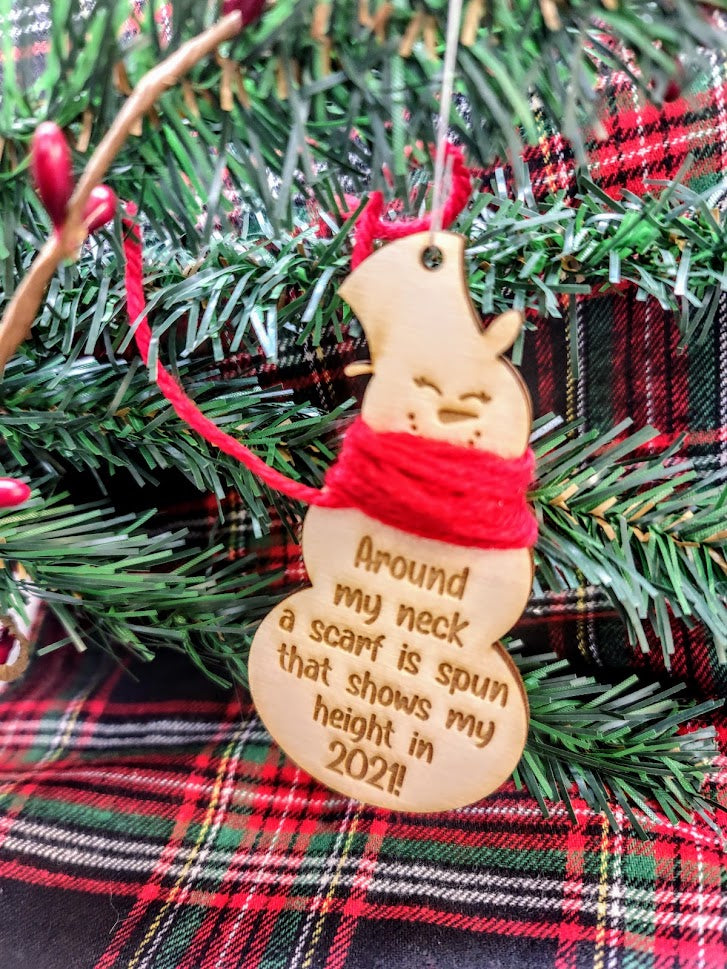 Around
my neck
a scarf is spun
that shows my
height in
2021!